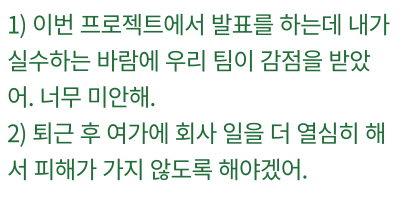 1) 이번 프로젝트에서 발표를 하는데 내가
실수하는 바람에 우리 팀이 감점을 받았
어. 너무 미안해.
2) 퇴근 후 여가에 회사 일을 더 열심히 해
서 피해가 가지 않도록 해야겠어.